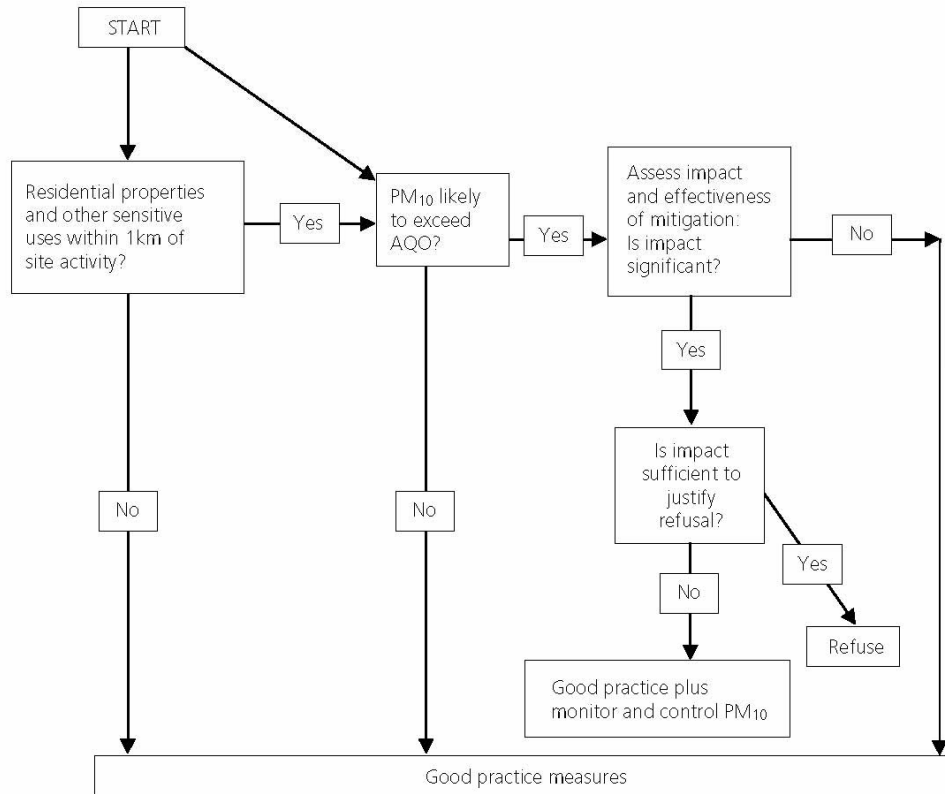 START
Residential properties
and other sensitive
uses within 1km of
site activity?
Yes
PM₁₀ likely
to exceed
AQO?
Yes
Assess impact
and effectiveness
of mitigation:
Is impact
significant?
No
Yes
Is impact
sufficient to
justify
refusal?
No
No
No
Yes
Refuse
Good practice plus
monitor and control PM₁₀
Good practice measures